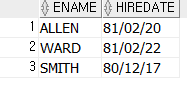 ENAME HIREDATE
1 ALLEN 81/02/20
2 WARD 81/02/22
3 SMITH 80/12/17